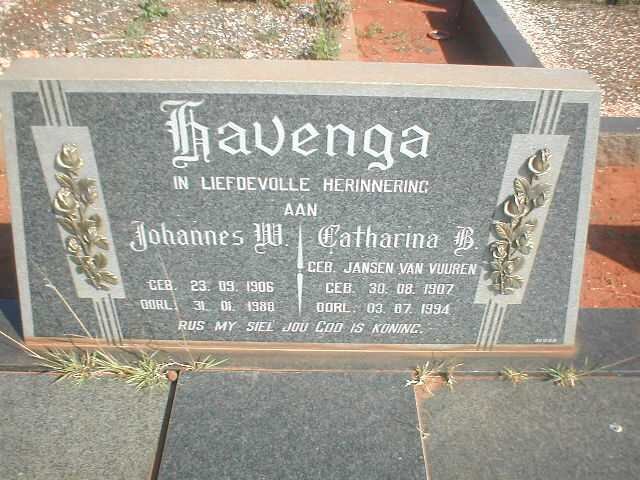 Havenga
IN LIEFDEVOLLE HERINNERING
AAN
Johannes W. Catharina B.
GEB. JANSEN VAN VUUREN
GEB. 23. 09. 1906 GEB. 30. 08. 1907
OORL. 31. 01. 1988 OORL. 03. 07. 1994
RUS MY SIEL JOU GOD IS KONING.